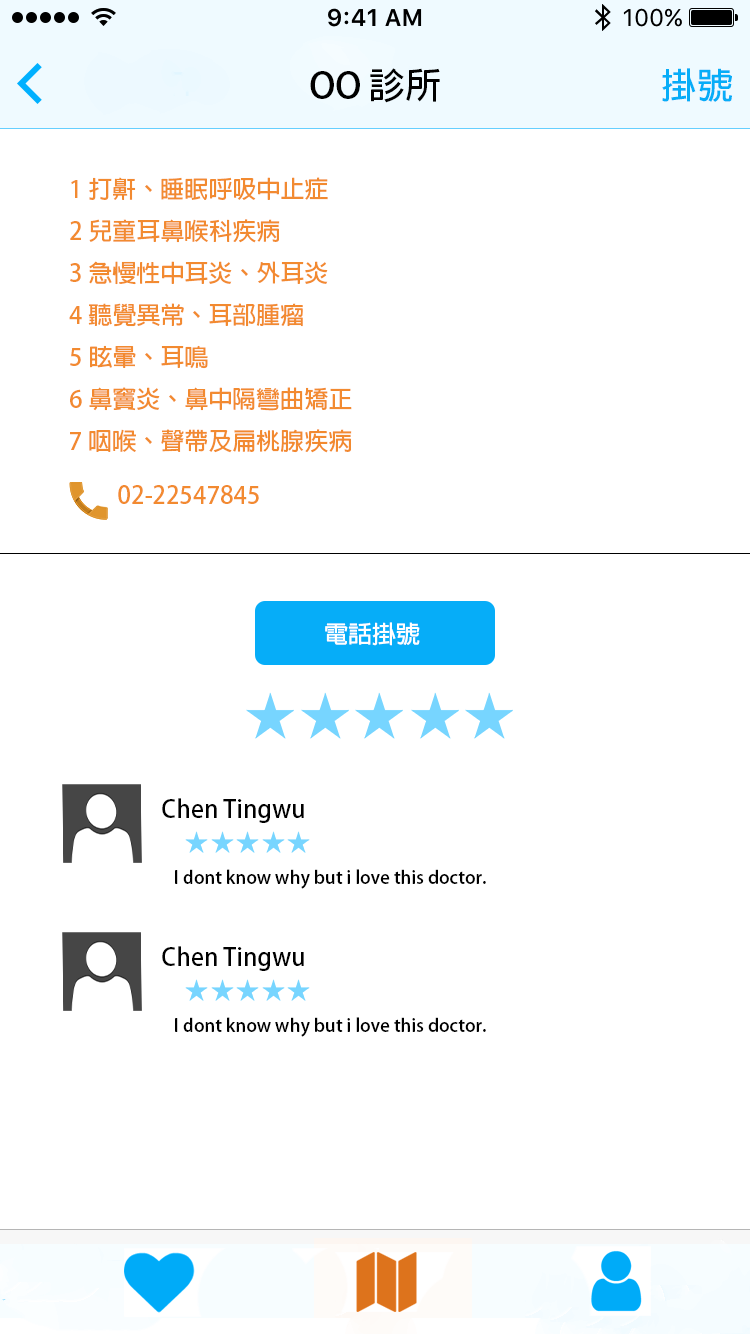 9:41 AM
100%
OO 診所
掛號
1 打鼾、睡眠呼吸中止症
2 兒童耳鼻喉科疾病
3 急慢性中耳炎、外耳炎
4 聽覺異常、耳部腫瘤
5 眩暈、耳鳴
6 鼻竇炎、鼻中隔彎曲矯正
7 咽喉、聲帶及扁桃腺疾病
02-22547845
電話掛號
Chen Tingwu
I dont know why but i love this doctor.
Chen Tingwu
I dont know why but i love this doctor.